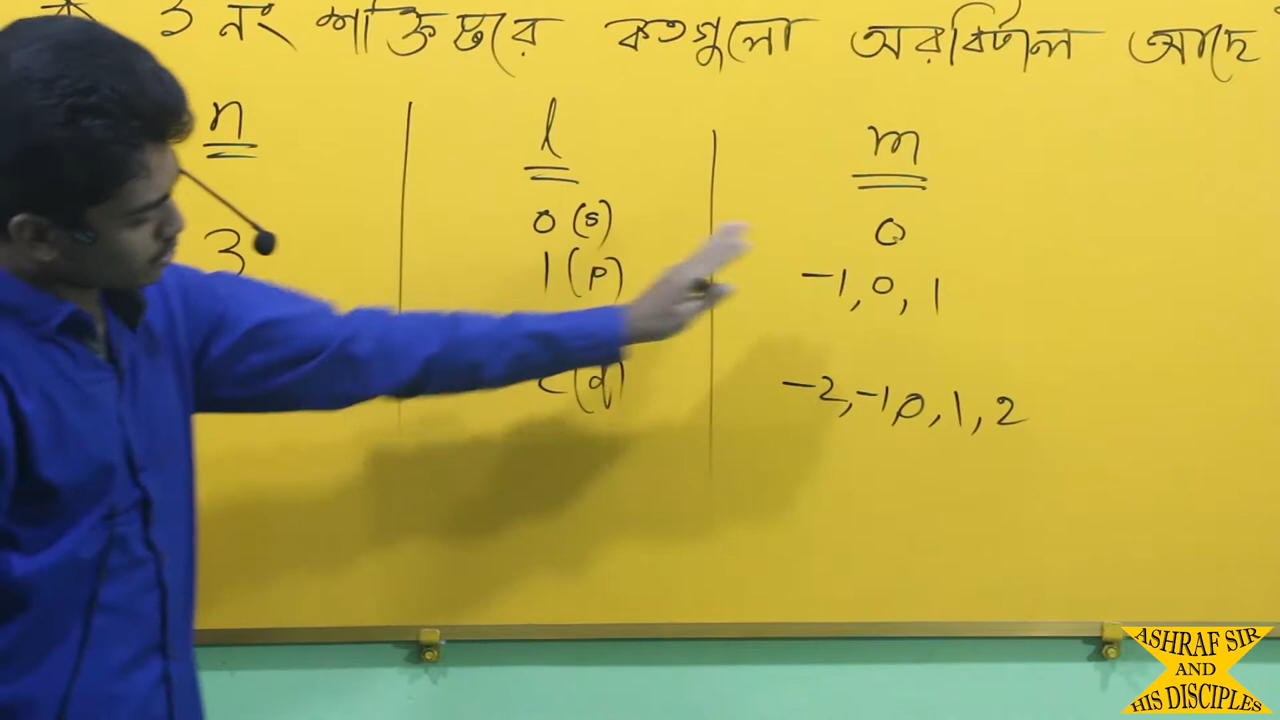 ৩ নং শক্তিস্তরে কতগুলো অরবিটাল আছে
n l m
3 0 (s) 0
1 (p) -1, 0, 1
2 (d) -2, -1, 0, 1, 2
ASHRAF SIR
AND
HIS DISCIPLES